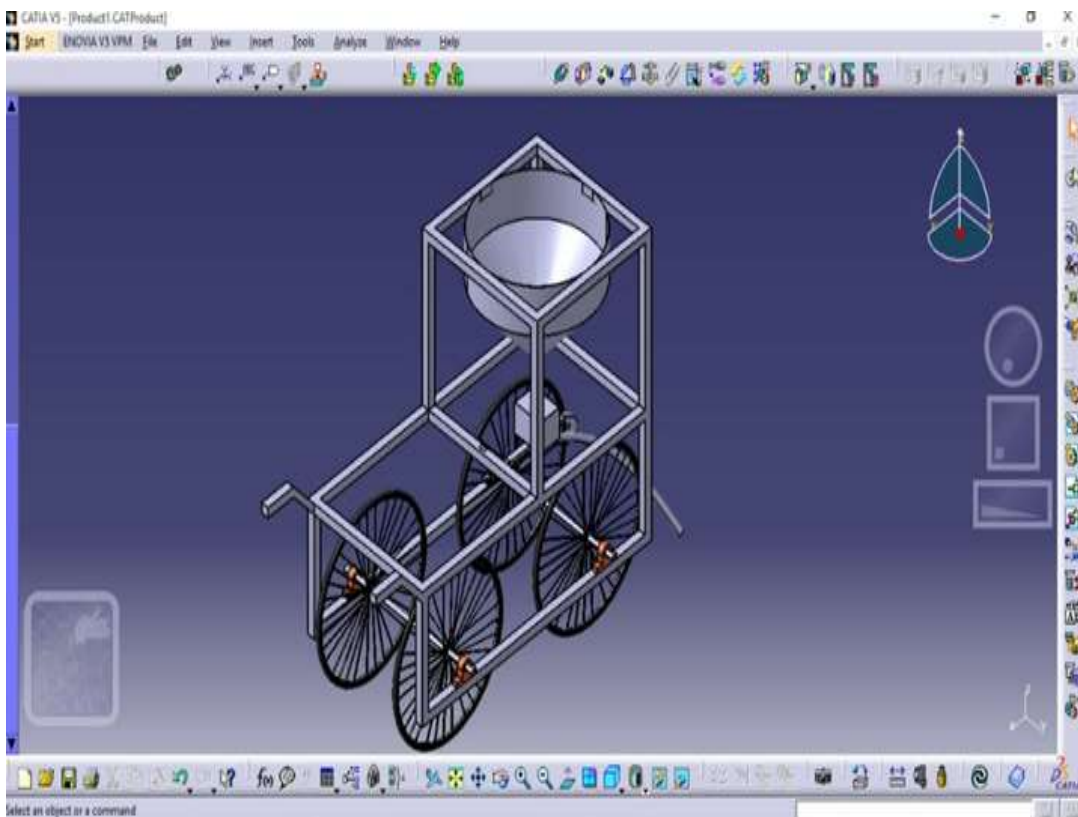 CATIA V5 - [Product1.CATProduct]
Start ENOVIA V5 VPM File Edit View Insert Tools Analyze Window Help
f(x)
CATIA
Select an object or a command